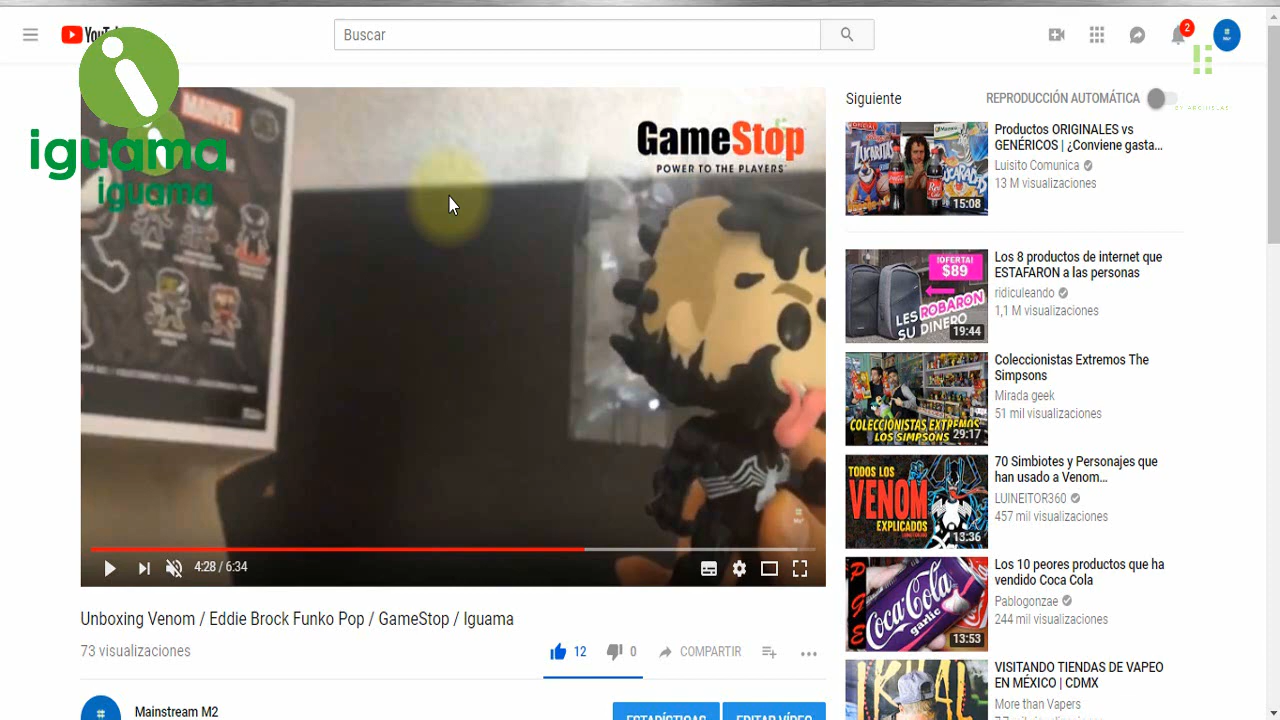 YouT
Buscar
2
iguama
iguama
MARVEL
GameStop
POWER TO THE PLAYERS
4:28 / 6:34
Unboxing Venom / Eddie Brock Funko Pop / GameStop / Iguama
73 visualizaciones
12
0
COMPARTIR
Mainstream M2
ESTADÍSTICAS
EDITAR VÍDEO
Siguiente
REPRODUCCIÓN AUTOMÁTICA
ZUCARITAS
15:08
Productos ORIGINALES vs
GENÉRICOS | ¿Conviene gasta...
Luisito Comunica
13 M visualizaciones
¡OFERTA!
$89
LES ROBARON
SU DINERO
19:44
Los 8 productos de internet que
ESTAFARON a las personas
ridiculeando
1,1 M visualizaciones
COLECCIONISTAS EXTREMOS
LOS SIMPSONS
29:17
Coleccionistas Extremos The
Simpsons
Mirada geek
51 mil visualizaciones
TODOS LOS
VENOM
EXPLICADOS
13:36
70 Simbiotes y Personajes que
han usado a Venom...
LUINEITOR360
457 mil visualizaciones
Coca Cola
garlic
13:53
Los 10 peores productos que ha
vendido Coca Cola
Pablogonzae
244 mil visualizaciones
VISITANDO TIENDAS DE VAPEO
EN MÉXICO | CDMX
More than Vapers